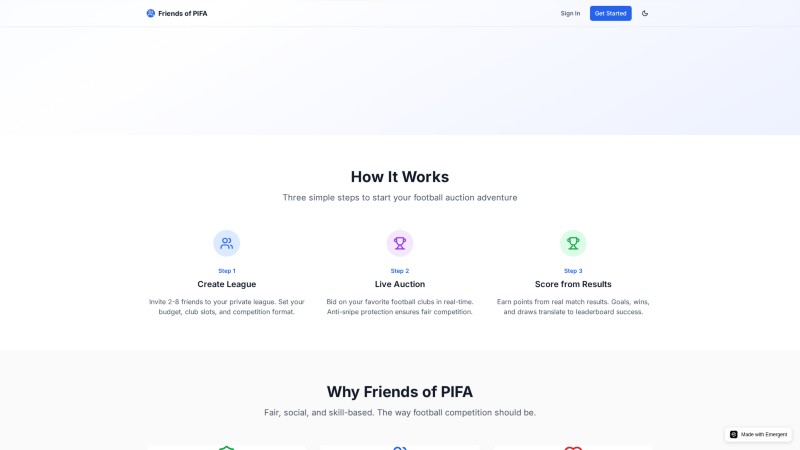 Friends of PIFA
Sign In
Get Started
How It Works
Three simple steps to start your football auction adventure
Step 1
Create League
Invite 2-8 friends to your private league. Set your
budget, club slots, and competition format.
Step 2
Live Auction
Bid on your favorite football clubs in real-time.
Anti-snipe protection ensures fair competition.
Step 3
Score from Results
Earn points from real match results. Goals, wins,
and draws translate to leaderboard success.
Why Friends of PIFA
Fair, social, and skill-based. The way football competition should be.
Made with Emergent